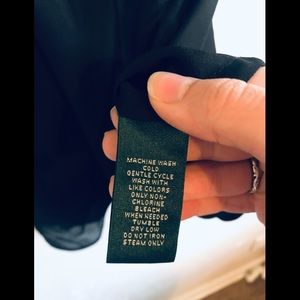 MACHINE WASH
COLD
GENTLE CYCLE
WASH WITH
LIKE COLORS
ONLY NON-
CHLORINE
BLEACH
WHEN NEEDED
TUMBLE
DRY LOW
DO NOT IRON
STEAM ONLY